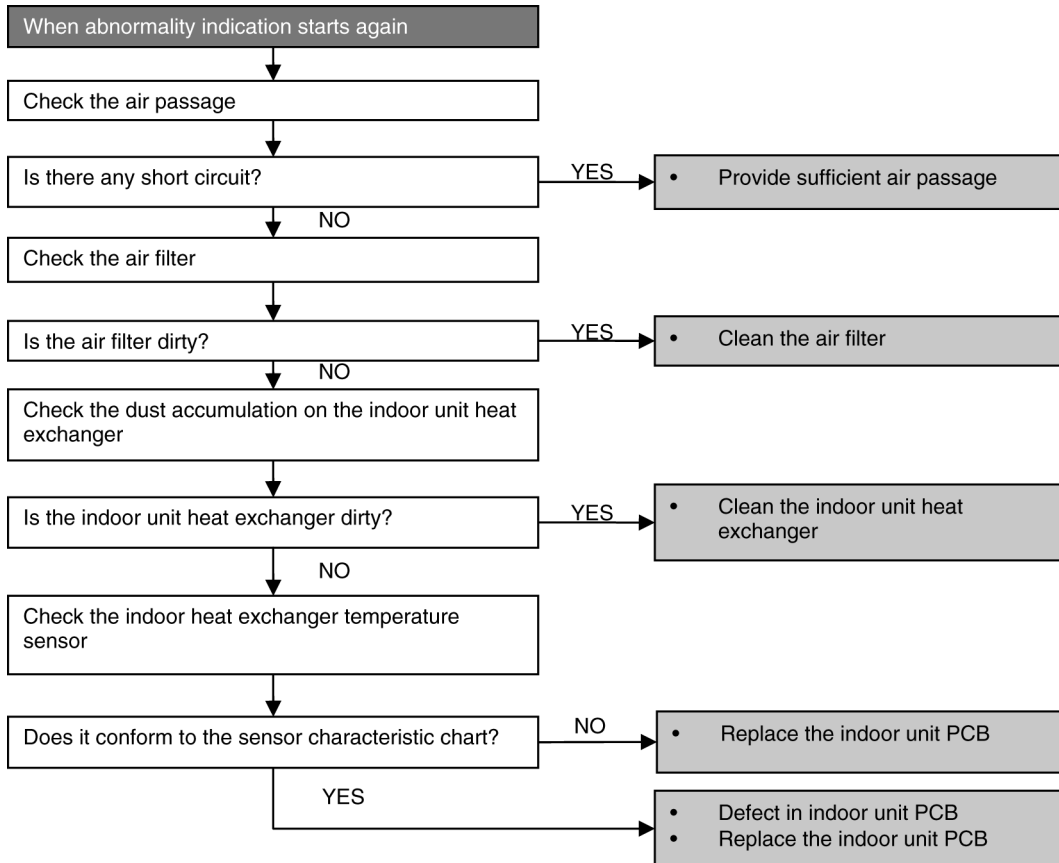 When abnormality indication starts again
Check the air passage
Is there any short circuit?
YES
• Provide sufficient air passage
NO
Check the air filter
Is the air filter dirty?
YES
• Clean the air filter
NO
Check the dust accumulation on the indoor unit heat
exchanger
Is the indoor unit heat exchanger dirty?
YES
• Clean the indoor unit heat
exchanger
NO
Check the indoor heat exchanger temperature
sensor
Does it conform to the sensor characteristic chart?
NO
• Replace the indoor unit PCB
YES
• Defect in indoor unit PCB
• Replace the indoor unit PCB